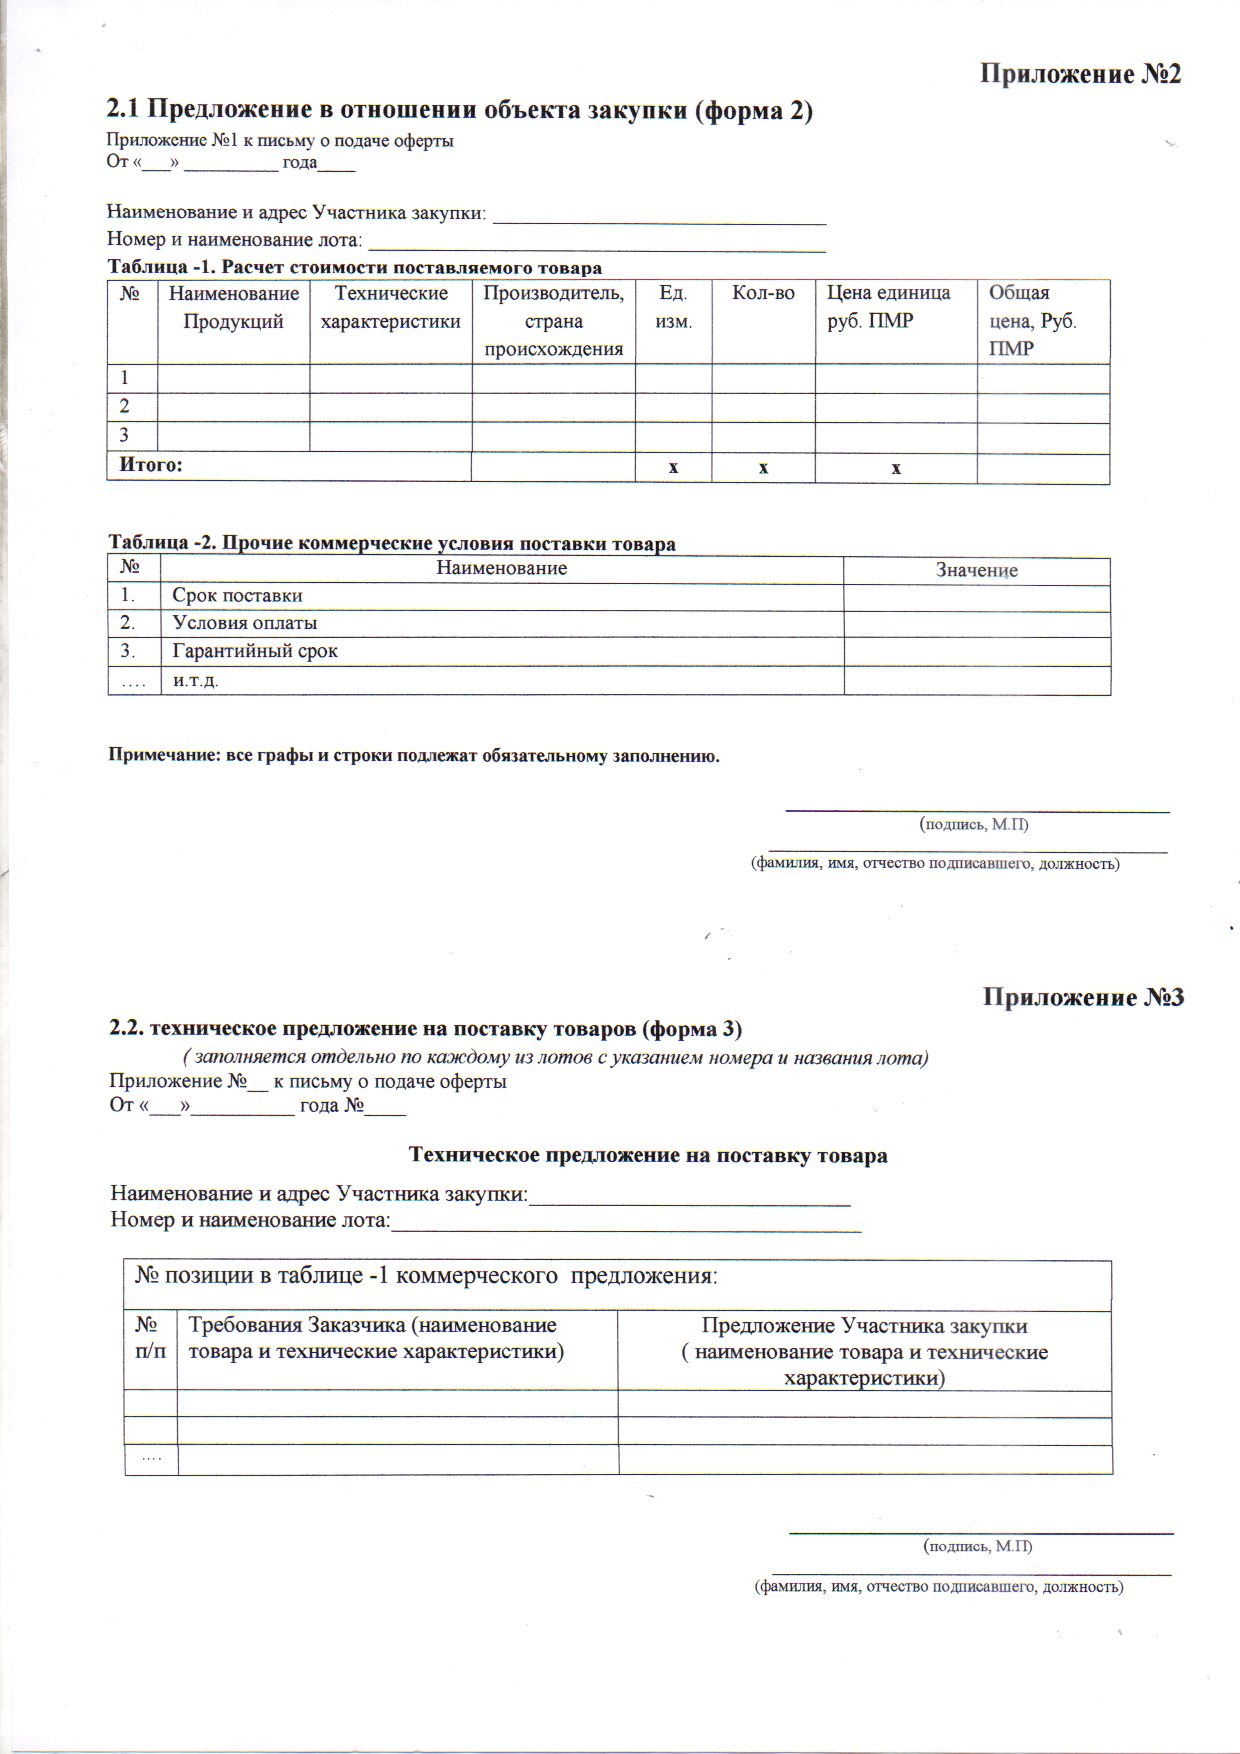 Приложение №2
2.1 Предложение в отношении объекта закупки (форма 2)
Приложение №1 к письму о подаче оферты
От «___» __________ года____
Наименование и адрес Участника закупки: ________________________________
Номер и наименование лота: ____________________________________________
Таблица -1. Расчет стоимости поставляемого товара
№ Наименование Технические Производитель, Ед. Кол-во Цена единица Общая
Продукций характеристики страна изм. руб. ПМР цена, Руб.
происхождения ПМР
1
2
3
Итого: х х х
Таблица -2. Прочие коммерческие условия поставки товара
№ Наименование Значение
1. Срок поставки
2. Условия оплаты
3. Гарантийный срок
.... и.т.д.
Примечание: все графы и строки подлежат обязательному заполнению.
(подпись, М.П)
(фамилия, имя, отчество подписавшего, должность)
Приложение №3
2.2. техническое предложение на поставку товаров (форма 3)
( заполняется отдельно по каждому из лотов с указанием номера и названия лота)
Приложение №__ к письму о подаче оферты
От «___»__________ года №____
Техническое предложение на поставку товара
Наименование и адрес Участника закупки:______________________________
Номер и наименование лота:____________________________________________
№ позиции в таблице -1 коммерческого предложения:
№ Требования Заказчика (наименование Предложение Участника закупки
п/п товара и технические характеристики) ( наименование товара и технические
характеристики)
....
(подпись, М.П)
(фамилия, имя, отчество подписавшего, должность)